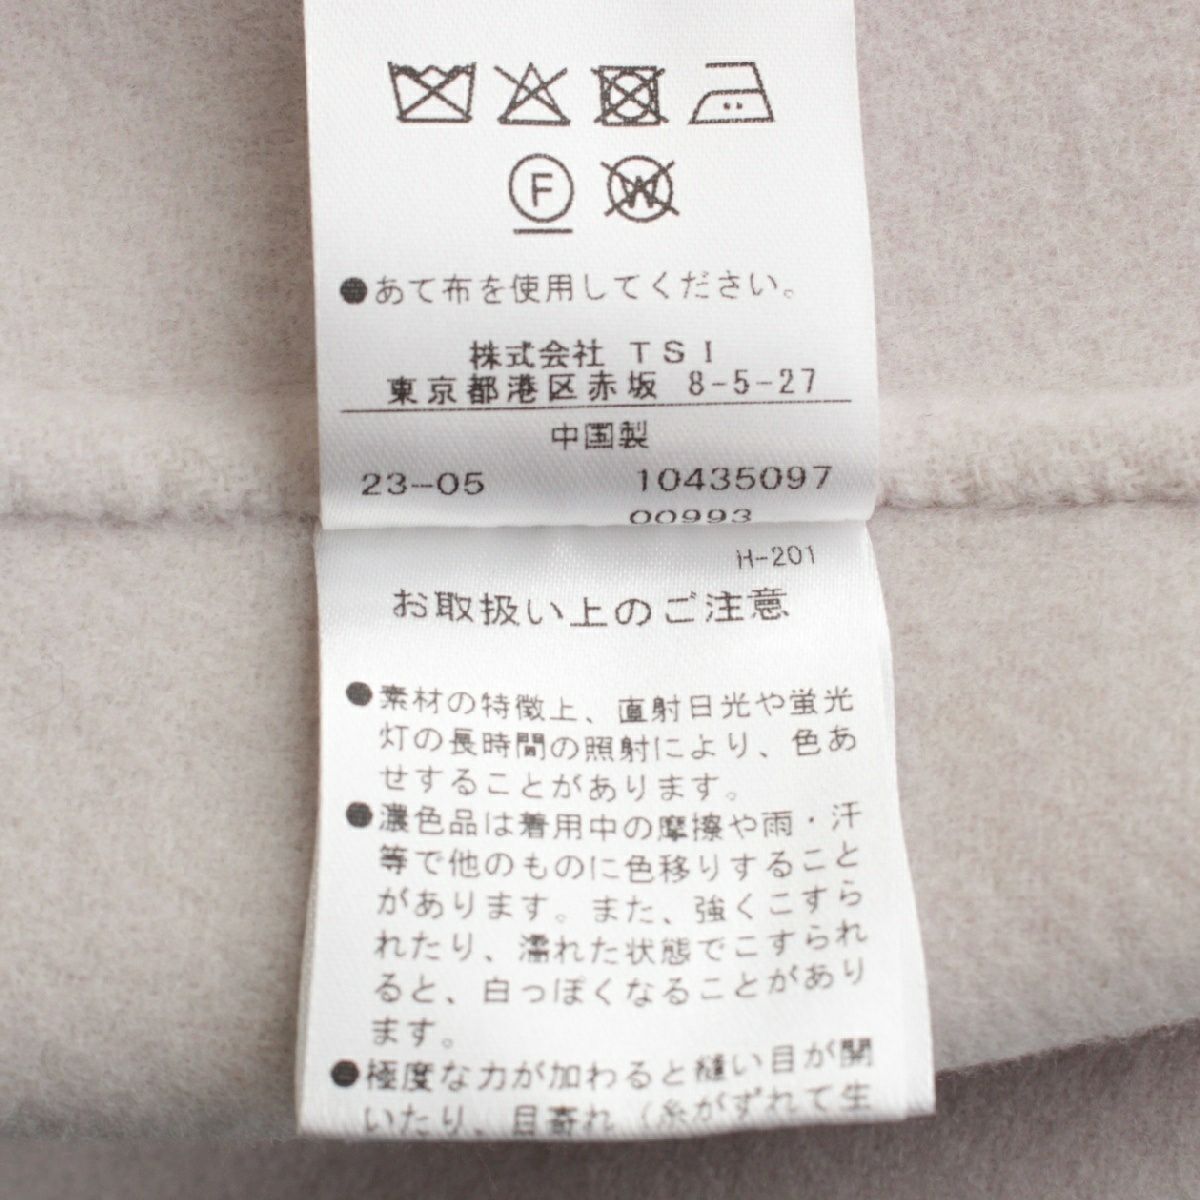 F W
●あて布を使用してください。
株式会社 TSI
東京都港区赤坂 8-5-27
中国製
23-05 10435097
00993
H-201
お取扱い上のご注意
●素材の特徴上、直射日光や蛍光
灯の長時間の照射により、色あ
せすることがあります。
●濃色品は着用中の摩擦や雨・汗
等で他のものに色移りすること
があります。また、強くこすら
れたり、濡れた状態でこすられ
ると、白っぽくなることがあり
ます。
●極度な力が加わると縫い目が開
いたり、目寄れ(糸がずれて生